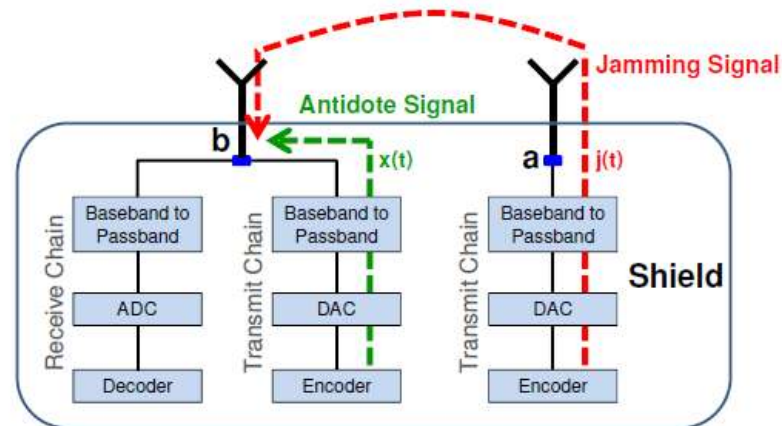 Jamming Signal
Antidote Signal
b
a
x(t)
j(t)
Receive Chain
Baseband to
Passband
ADC
Decoder
Transmit Chain
Baseband to
Passband
DAC
Encoder
Transmit Chain
Baseband to
Passband
DAC
Encoder
Shield